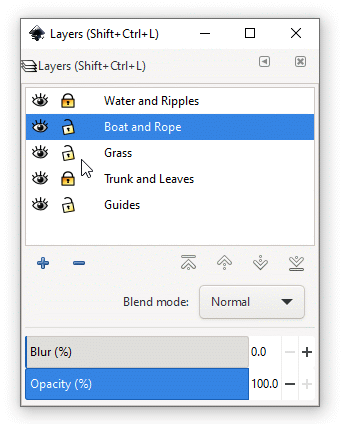 Layers (Shift+Ctrl+L)
Layers (Shift+Ctrl+L)
Water and Ripples
Boat and Rope
Grass
Trunk and Leaves
Guides
Blend mode: Normal
Blur (%) 0.0
Opacity (%) 100.0